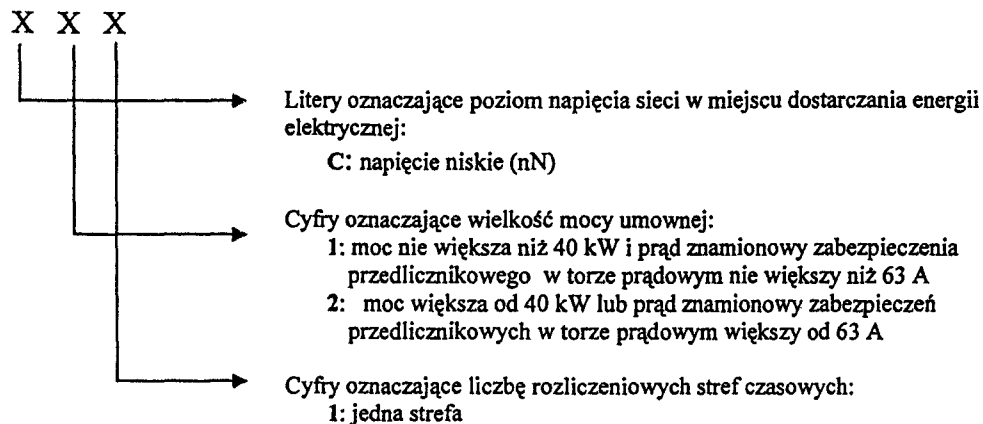 X X X
Litery oznaczające poziom napięcia sieci w miejscu dostarczania energii
elektrycznej:
C: napięcie niskie (nN)
Cyfry oznaczające wielkość mocy umownej:
1: moc nie większa niż 40 kW i prąd znamionowy zabezpieczenia
przedlicznikowego w torze prądowym nie większy niż 63 A
2: moc większa od 40 kW lub prąd znamionowy zabezpieczeń
przedlicznikowych w torze prądowym większy od 63 A
Cyfry oznaczające liczbę rozliczeniowych stref czasowych:
1: jedna strefa